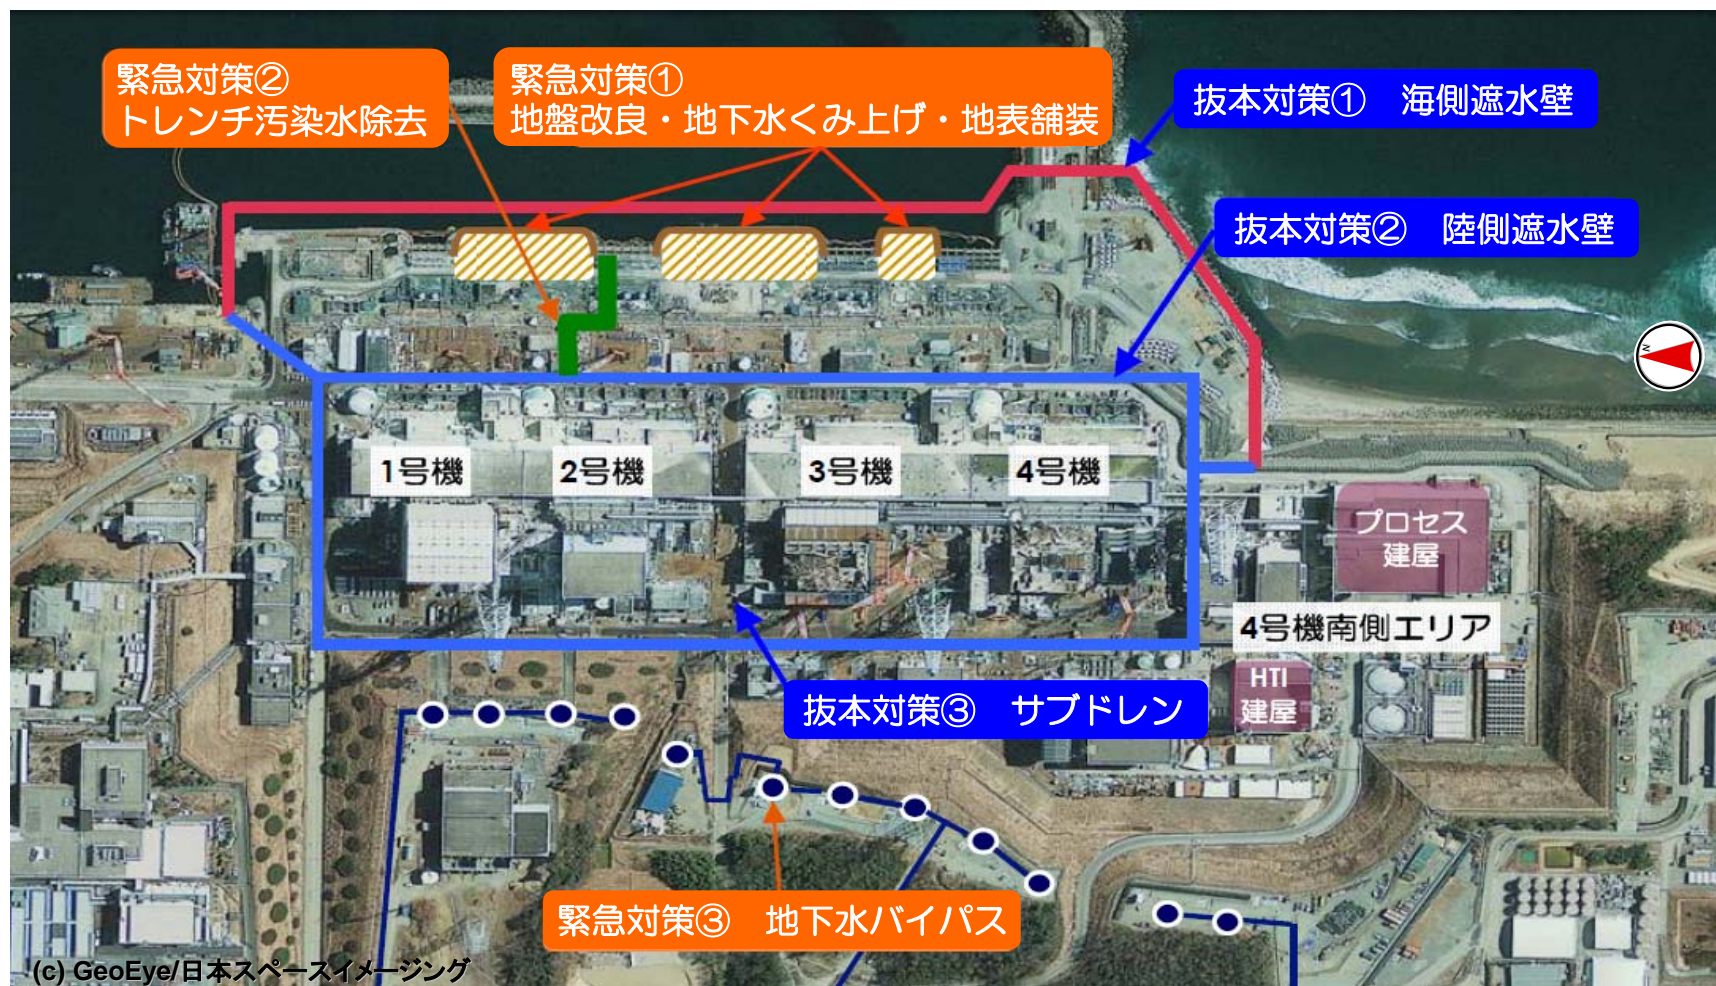 緊急対策②
トレンチ汚染水除去
緊急対策①
地盤改良・地下水くみ上げ・地表舗装
抜本対策①　海側遮水壁
抜本対策②　陸側遮水壁
N
1号機
2号機
3号機
4号機
プロセス
建屋
4号機南側エリア
HTI
建屋
抜本対策③　サブドレン
緊急対策③　地下水バイパス
(c) GeoEye/日本スペースイメージング